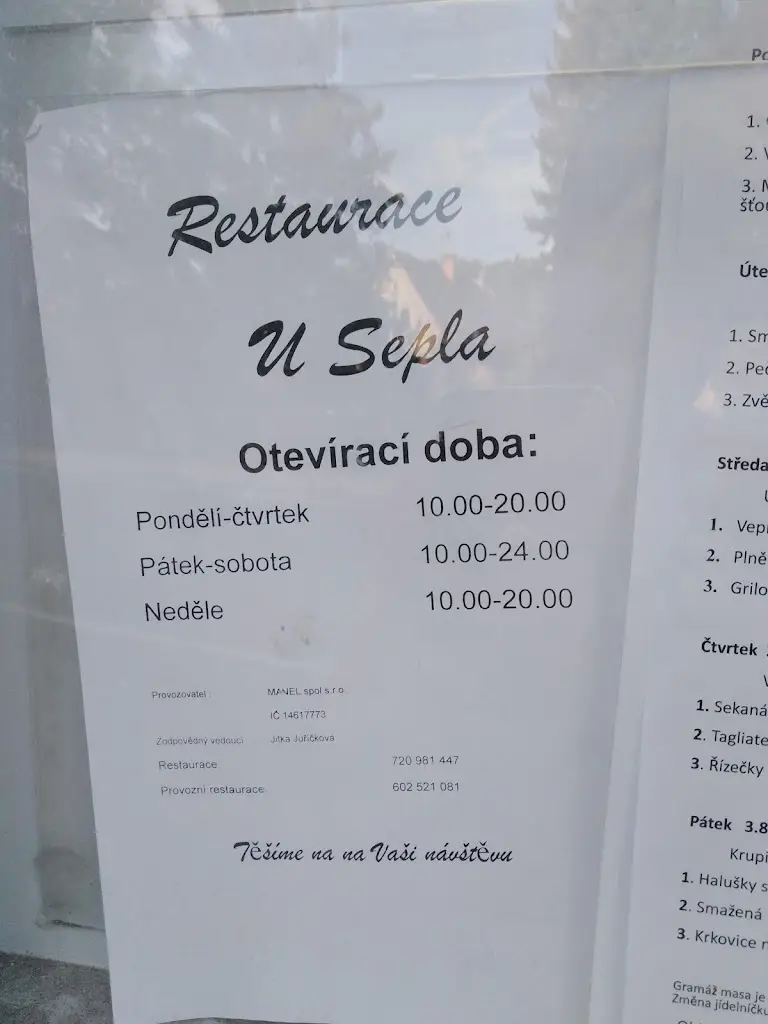 Restaurace
U Sepla
Otevírací doba:
Pondělí-čtvrtek 10.00-20.00
Pátek-sobota 10.00-24.00
Neděle 10.00-20.00
Provozovatel : MANEL spol s.r.o.
IČ 14617773
Zodpovědný vedoucí Jitka Juřičková
Restaurace 720 981 447
Provozní restaurace 602 521 081
Těšíme na na Vaši návštěvu
1.
2.
3.
1. Sm
2. Peč
3. Zvě
Středa
1. Vep
2. Plně
3. Grilo
Čtvrtek
1. Sekaná
2. Tagliate
3. Řízečky
Pátek 3.8
Krupi
1. Halušky s
2. Smažená
3. Krkovice
Gramáž masa je
Změna jídelníčku